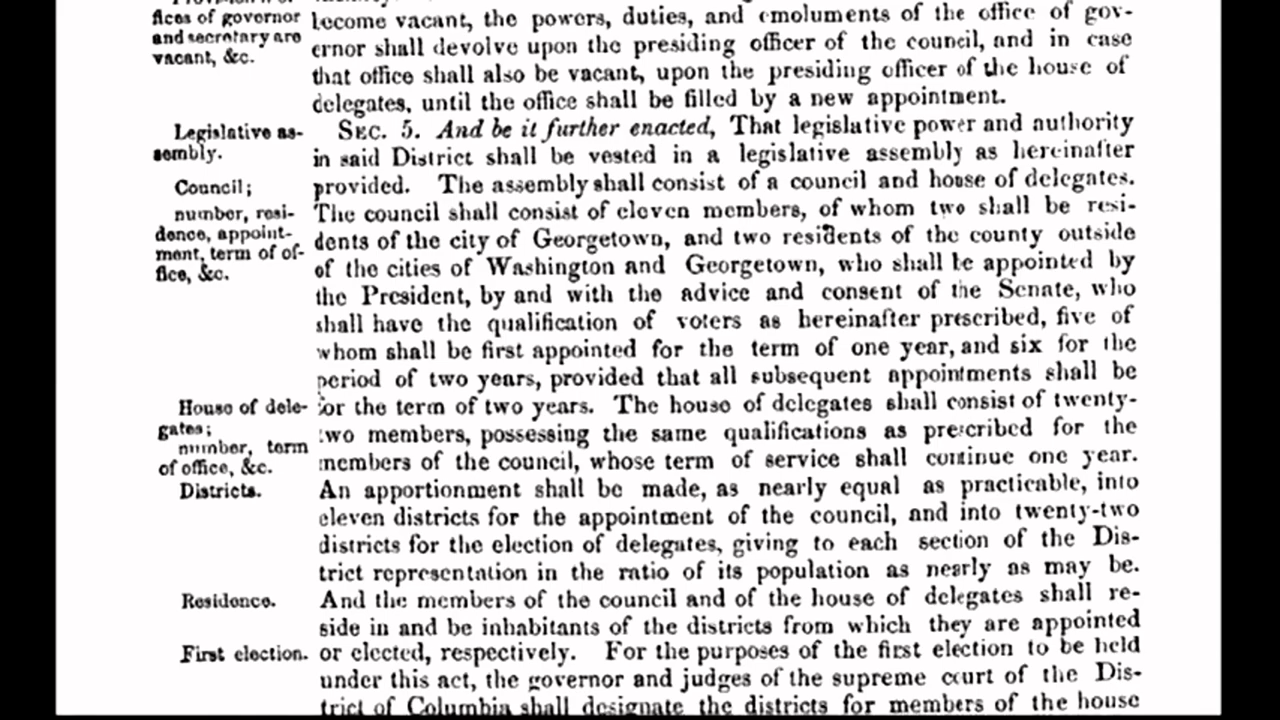 fices of governor
and secretary are
vacant, &c.
become vacant, the powers, duties, and emoluments of the office of gov-
ernor shall devolve upon the presiding officer of the council, and in case
that office shall also be vacant, upon the presiding officer of the house of
delegates, until the office shall be filled by a new appointment.
Legislative as-
sembly.
SEC. 5. And be it further enacted, That legislative power and authority
in said District shall be vested in a legislative assembly as hereinafter
provided. The assembly shall consist of a council and house of delegates.
Council;
number, resi-
dence, appoint-
ment, term of of-
fice, &c.
The council shall consist of eleven members, of whom two shall be resi-
dents of the city of Georgetown, and two residents of the county outside
of the cities of Washington and Georgetown, who shall be appointed by
the President, by and with the advice and consent of the Senate, who
shall have the qualification of voters as hereinafter prescribed, five of
whom shall be first appointed for the term of one year, and six for the
period of two years, provided that all subsequent appointments shall be
House of dele-
gates;
number, term
of office, &c.
for the term of two years. The house of delegates shall consist of twenty-
two members, possessing the same qualifications as prescribed for the
members of the council, whose term of service shall continue one year.
Districts.
An apportionment shall be made, as nearly equal as practicable, into
eleven districts for the appointment of the council, and into twenty-two
districts for the election of delegates, giving to each section of the Dis-
trict representation in the ratio of its population as nearly as may be.
Residence.
And the members of the council and of the house of delegates shall re-
side in and be inhabitants of the districts from which they are appointed
First election.
or elected, respectively. For the purposes of the first election to be held
under this act, the governor and judges of the supreme court of the Dis-
trict of Columbia shall designate the districts for members of the house